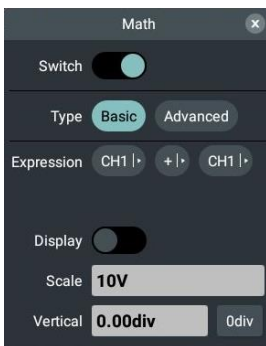 Math x
Switch
Type Basic Advanced
Expression CH1 + CH1
Display
Scale 10V
Vertical 0.00div 0div